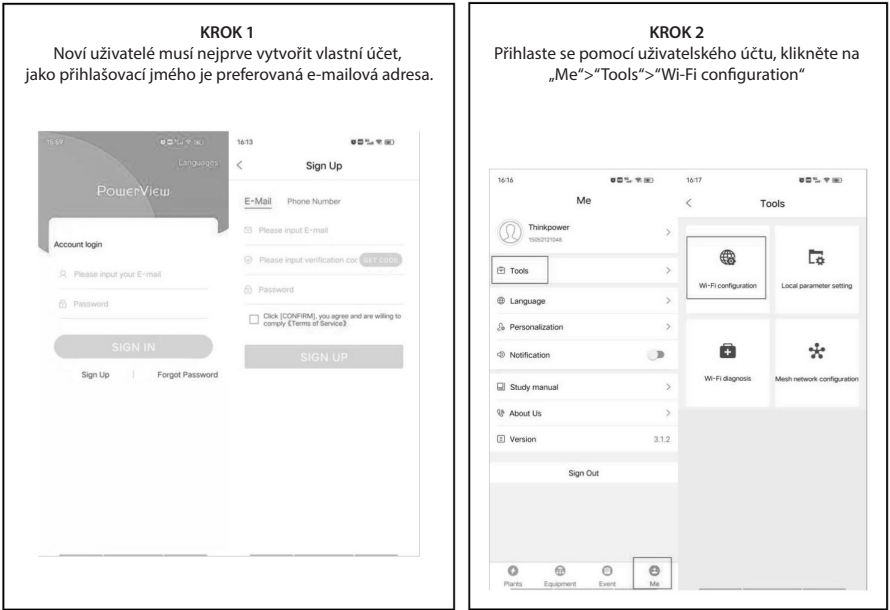 KROK 1
Noví uživatelé musí nejprve vytvořit vlastní účet,
jako přihlašovací jmého je preferovaná e-mailová adresa.
15:59
Languages
PowerView
Account login
Please input your E-mail
Password
SIGN IN
Sign Up
Forgot Password
16:13
Sign Up
E-Mail
Phone Number
Please input E-mail
Please input verification coc
GET CODE
Password
Click [CONFIRM], you agree and are willing to
comply 《Terms of Service》
SIGN UP
KROK 2
Přihlaste se pomocí uživatelského účtu, klikněte na
„Me“>“Tools“>“Wi-Fi configuration“
16:16
Me
Thinkpower
15052121048
Tools
Language
Personalization
Notification
Study manual
About Us
Version
3.1.2
Sign Out
Plants
Equipment
Event
Me
16:17
Tools
Wi-Fi configuration
Local parameter setting
Wi-Fi diagnosis
Mesh network configuration